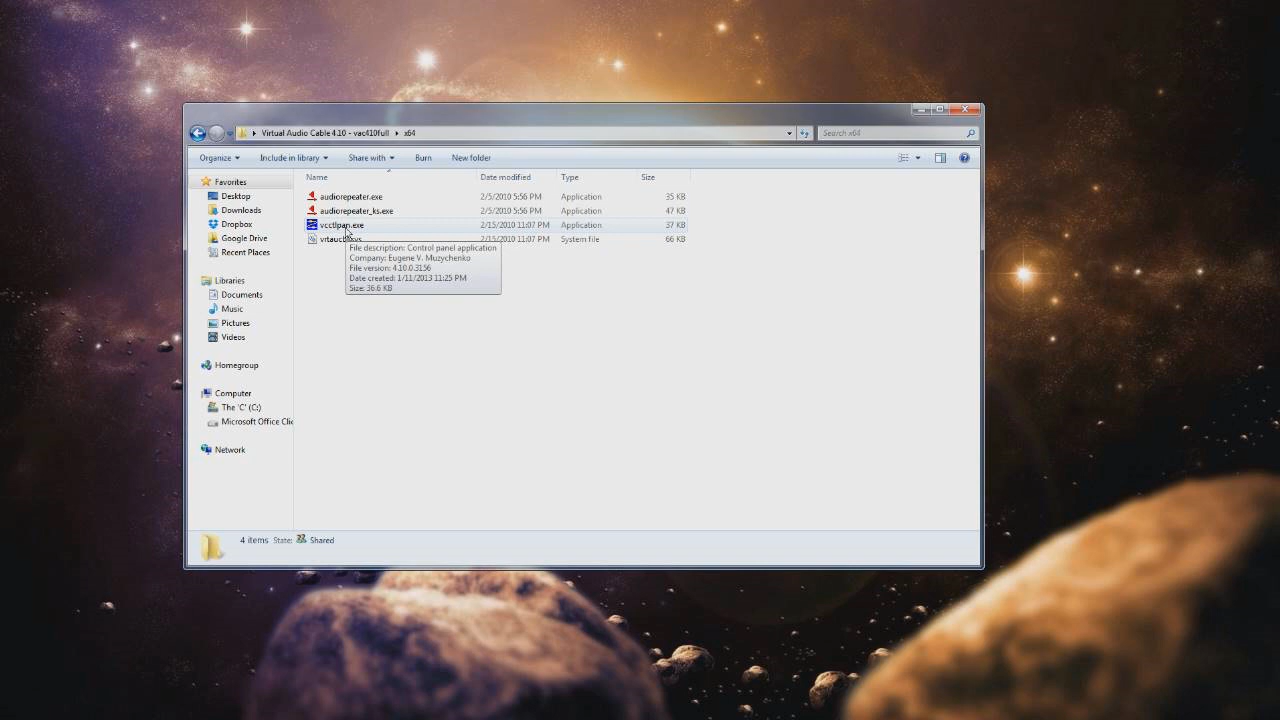 Virtual Audio Cable 4.10 - vac410full ▸ x64
Search x64
Organize Include in library Share with Burn New folder
Name Date modified Type Size
Favorites
Desktop
Downloads
Dropbox
Google Drive
Recent Places
Libraries
Documents
Music
Pictures
Videos
Homegroup
Computer
The 'C' (C:)
Microsoft Office Clic
Network
audiorepeater.exe 2/5/2010 5:56 PM Application 35 KB
audiorepeater_ks.exe 2/5/2010 5:56 PM Application 47 KB
vcctlpan.exe 2/15/2010 11:07 PM Application 37 KB
2/15/2010 11:07 PM System file 66 KB
File description: Control panel application
Company: Eugene V. Muzychenko
File version: 4.10.0.3156
Date created: 1/11/2013 11:25 PM
Size: 36.6 KB
4 items State: Shared